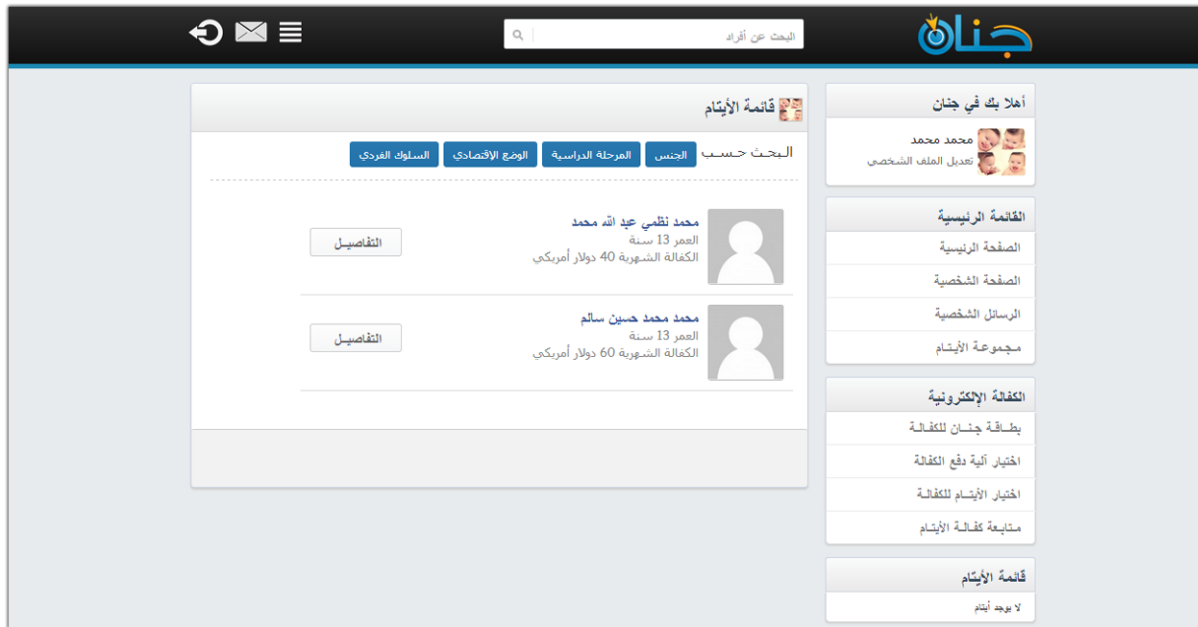 جنان
البحث عن أفراد
أهلا بك في جنان
محمد محمد
تعديل الملف الشخصي
القائمة الرئيسية
الصفحة الرئيسية
الصفحة الشخصية
الرسائل الشخصية
مجموعة الأيتام
الكفالة الإلكترونية
بطاقة جنان للكفالة
اختيار آلية دفع الكفالة
اختيار الأيتام للكفالة
متابعة كفالة الأيتام
قائمة الأيتام
لا يوجد أيتام
قائمة الأيتام
البحث حسب الجنس المرحلة الدراسية الوضع الإقتصادي السلوك الفردي
محمد نظمي عبد الله محمد
العمر 13 سنة
الكفالة الشهرية 40 دولار أمريكي
التفاصيل
محمد محمد حسين سالم
العمر 13 سنة
الكفالة الشهرية 60 دولار أمريكي
التفاصيل